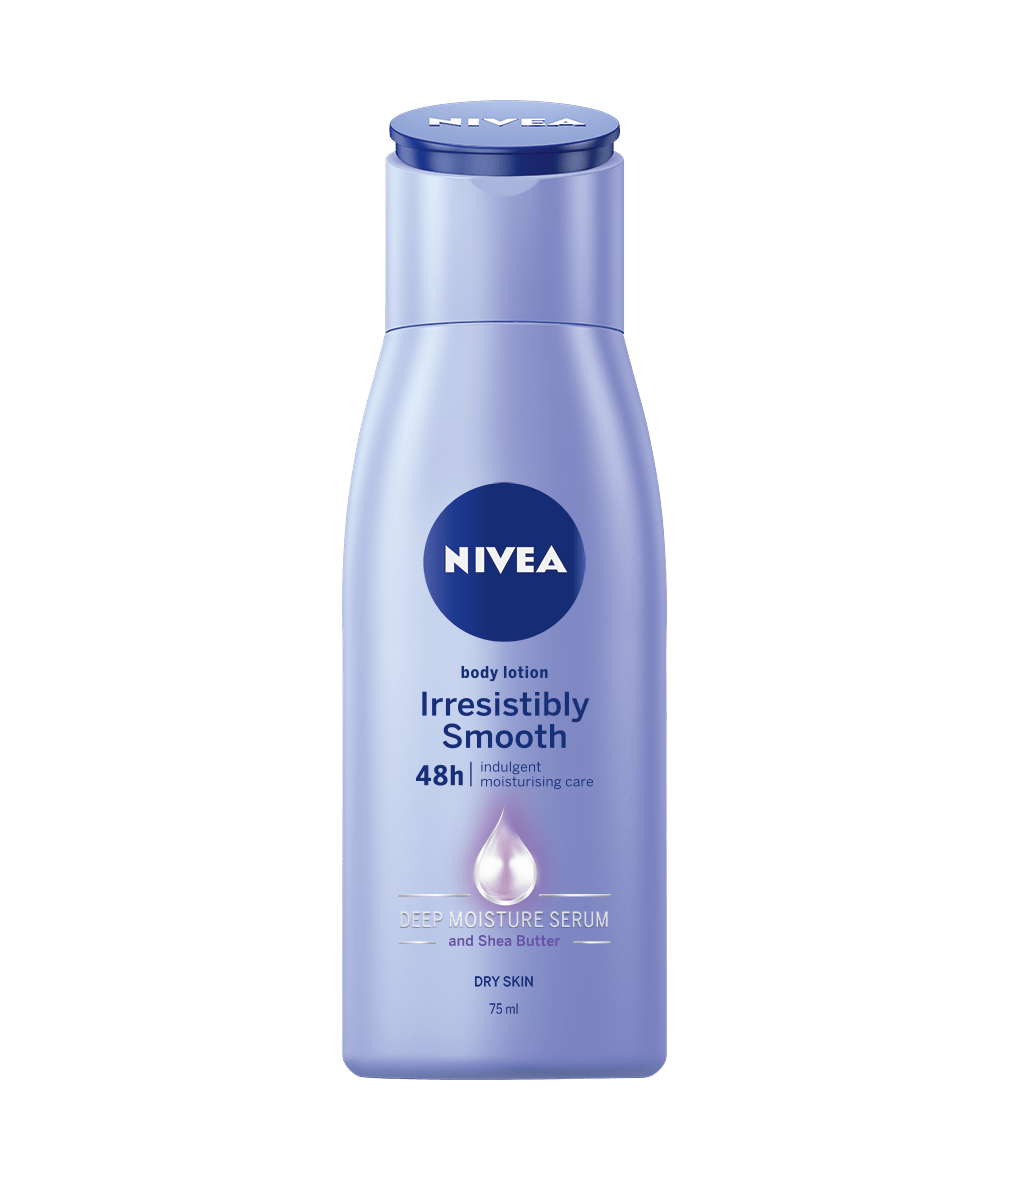 NIVEA
NIVEA
body lotion
Irresistibly
Smooth
48h | indulgent
moisturising care
DEEP MOISTURE SERUM
and Shea Butter
DRY SKIN
75 ml